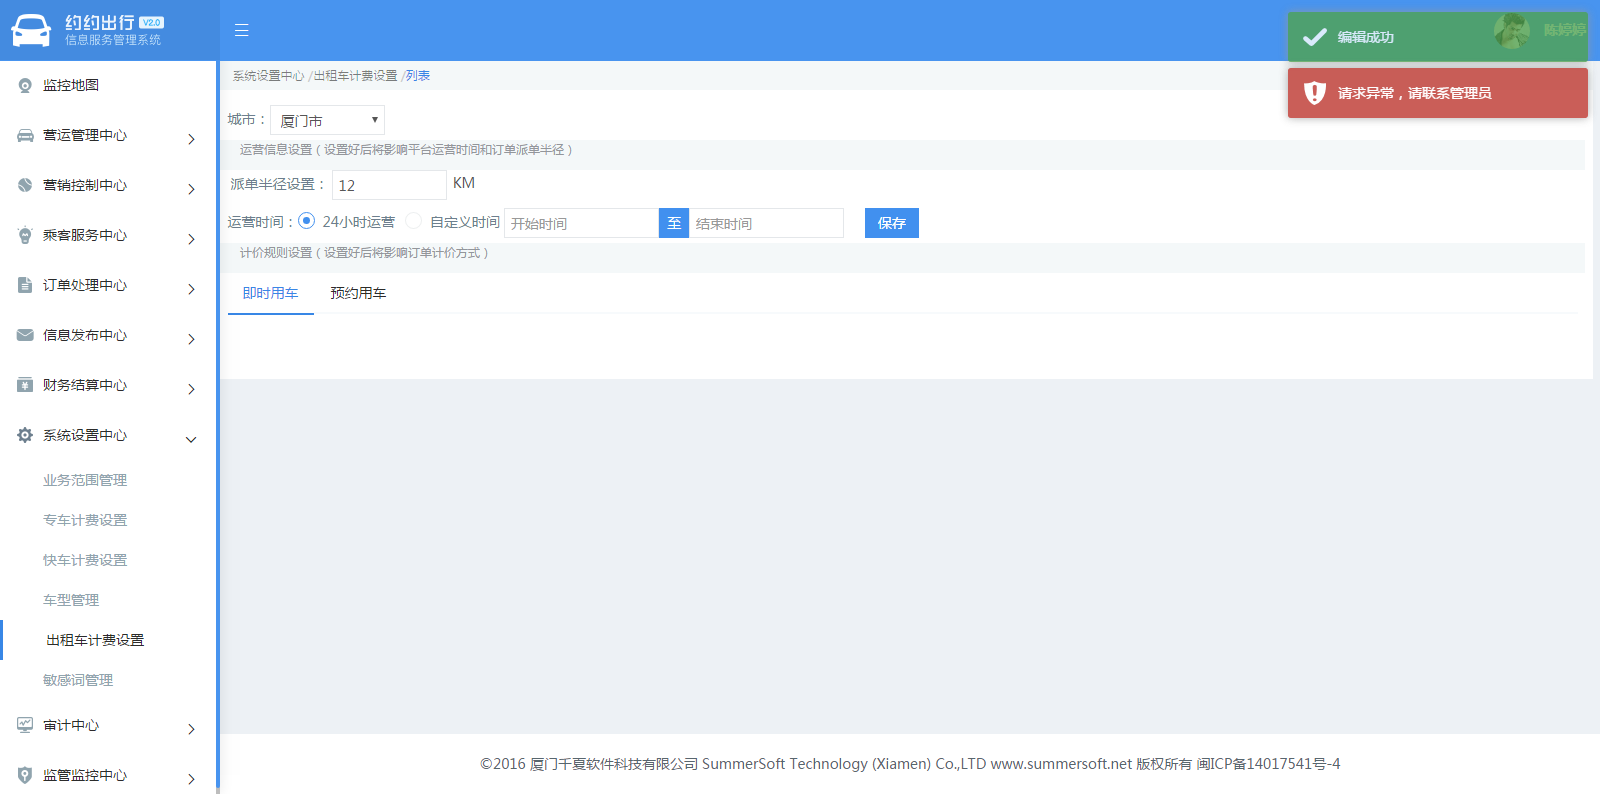 约约出行 V2.0
信息服务管理系统
编辑成功
陈婷婷
请求异常，请联系管理员
监控地图
营运管理中心
营销控制中心
乘客服务中心
订单处理中心
信息发布中心
财务结算中心
系统设置中心
业务范围管理
专车计费设置
快车计费设置
车型管理
出租车计费设置
敏感词管理
审计中心
监管监控中心
系统设置中心 /出租车计费设置 /列表
城市： 厦门市
运营信息设置（设置好后将影响平台运营时间和订单派单半径）
派单半径设置： 12 KM
运营时间： 24小时运营 自定义时间 开始时间 至 结束时间 保存
计价规则设置（设置好后将影响订单计价方式）
即时用车 预约用车
©2016 厦门千夏软件科技有限公司 SummerSoft Technology (Xiamen) Co.,LTD www.summersoft.net 版权所有 闽ICP备14017541号-4